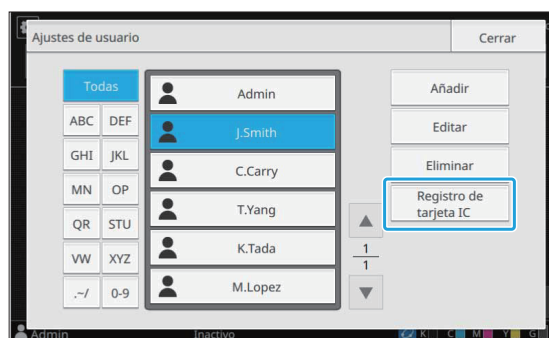 Ajustes de usuario
Cerrar
Todas
ABC DEF
GHI JKL
MN OP
QR STU
VW XYZ
.~/ 0-9
Admin
J.Smith
C.Carry
T.Yang
K.Tada
M.Lopez
1
1
Añadir
Editar
Eliminar
Registro de
tarjeta IC
Admin Inactivo K C M Y G